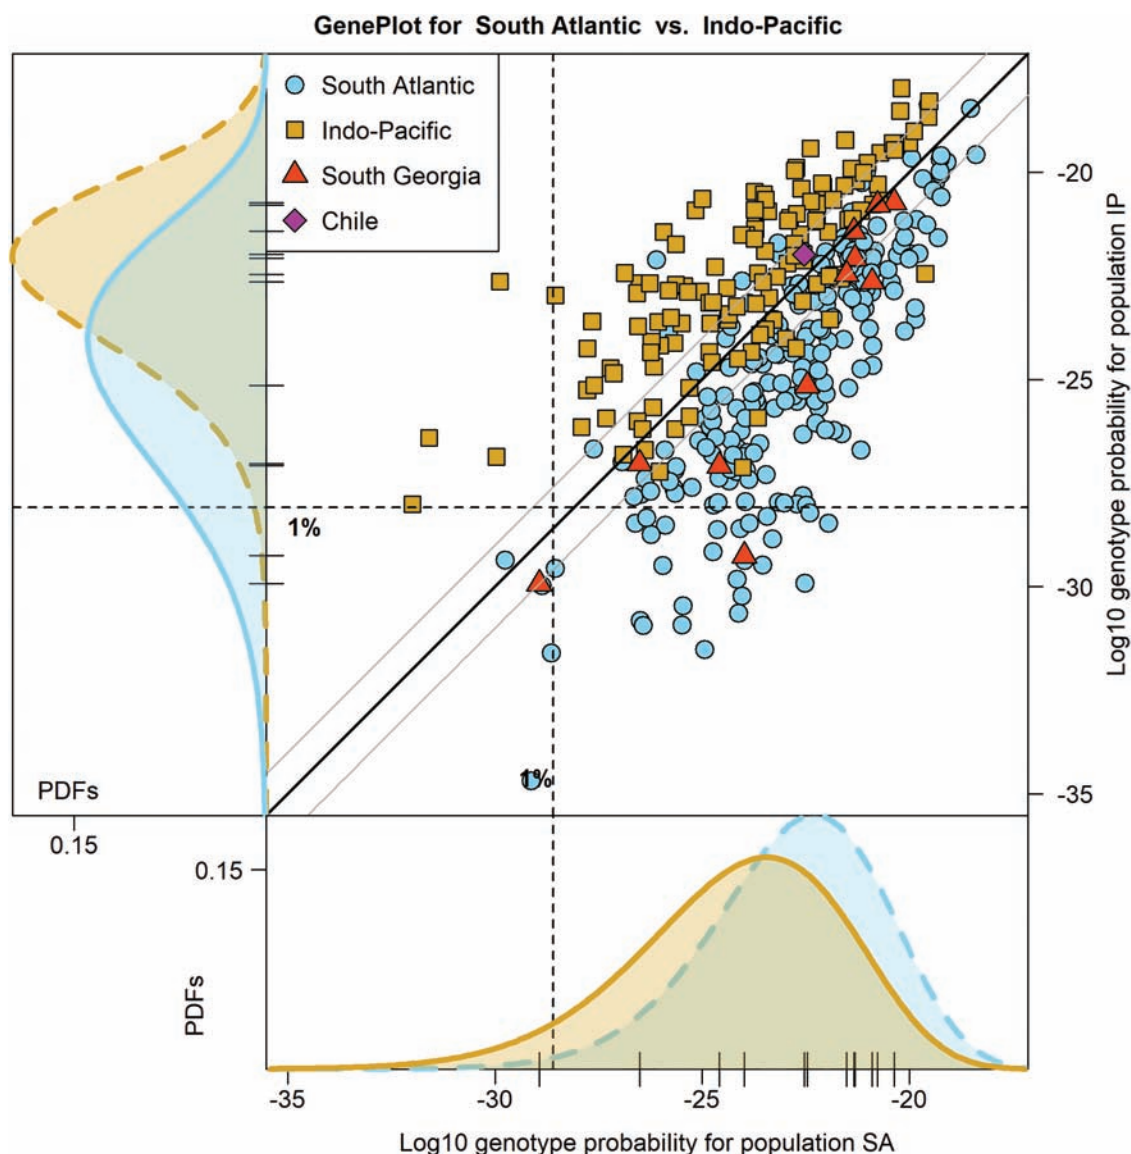 GenePlot for South Atlantic vs. Indo-Pacific
South Atlantic
Indo-Pacific
South Georgia
Chile
-20
-25
-30
-35
Log10 genotype probability for population IP
1%
1%
PDFs
0.15
0.15
PDFs
-35
-30
-25
-20
Log10 genotype probability for population SA